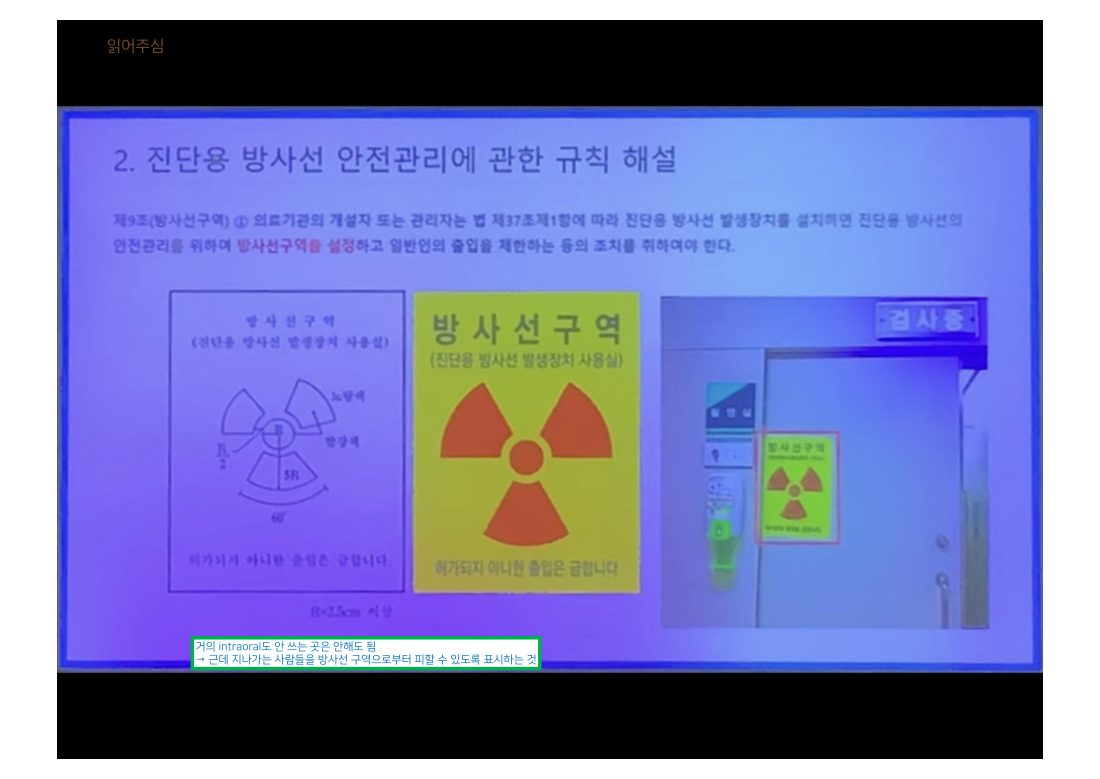 읽어주심
2. 진단용 방사선 안전관리에 관한 규칙 해설
제9조(방사선구역) ① 의료기관의 개설자 또는 관리자는 법 제37조제1항에 따라 진단용 방사선 발생장치를 설치하면 진단용 방사선의
안전관리를 위하여 방사선구역을 설정하고 일반인의 출입을 제한하는 등의 조치를 취하여야 한다.
방 사 선 구 역
(진단용 방사선 발생장치 사용실)
노랑색
R
빨강색
R/2
5R
60°
허가되지 아니한 출입은 금합니다.
R=2.5cm 이상
방 사 선 구 역
(진단용 방사선 발생장치 사용실)
허가되지 아니한 출입은 금합니다
검사중
촬영실
방사선구역
거의 intraoral도 안 쓰는 곳은 안해도 됨
→ 근데 지나가는 사람들을 방사선 구역으로부터 피할 수 있도록 표시하는 것